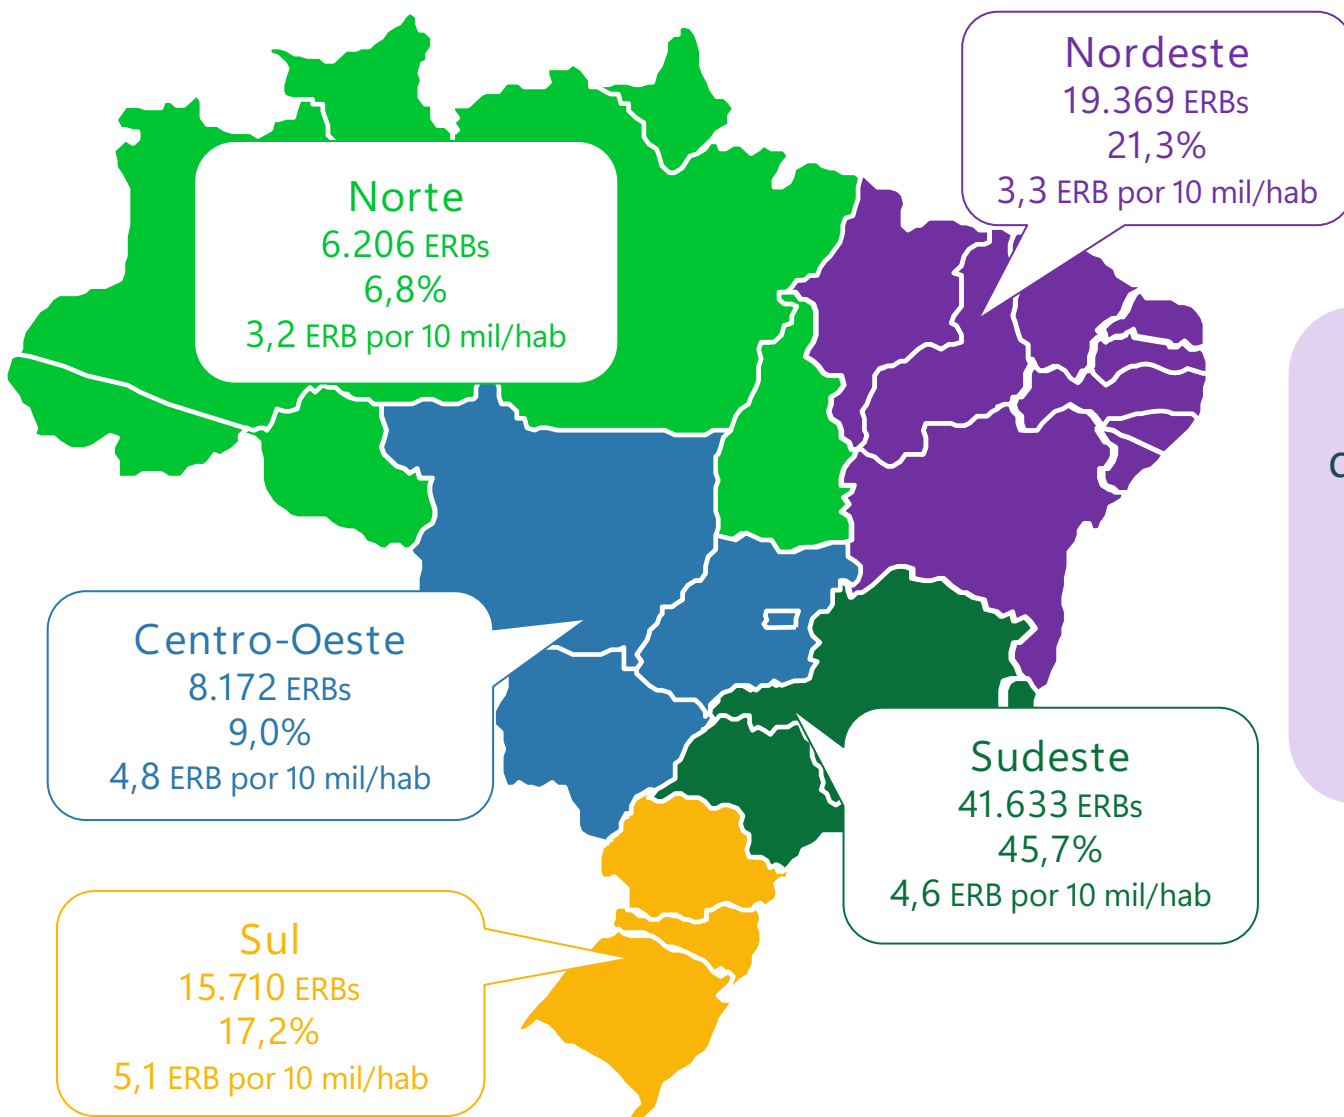 Nordeste
19.369 ERBs
21,3%
3,3 ERB por 10 mil/hab
Norte
6.206 ERBs
6,8%
3,2 ERB por 10 mil/hab
Centro-Oeste
8.172 ERBs
9,0%
4,8 ERB por 10 mil/hab
Sudeste
41.633 ERBs
45,7%
4,6 ERB por 10 mil/hab
Sul
15.710 ERBs
17,2%
5,1 ERB por 10 mil/hab